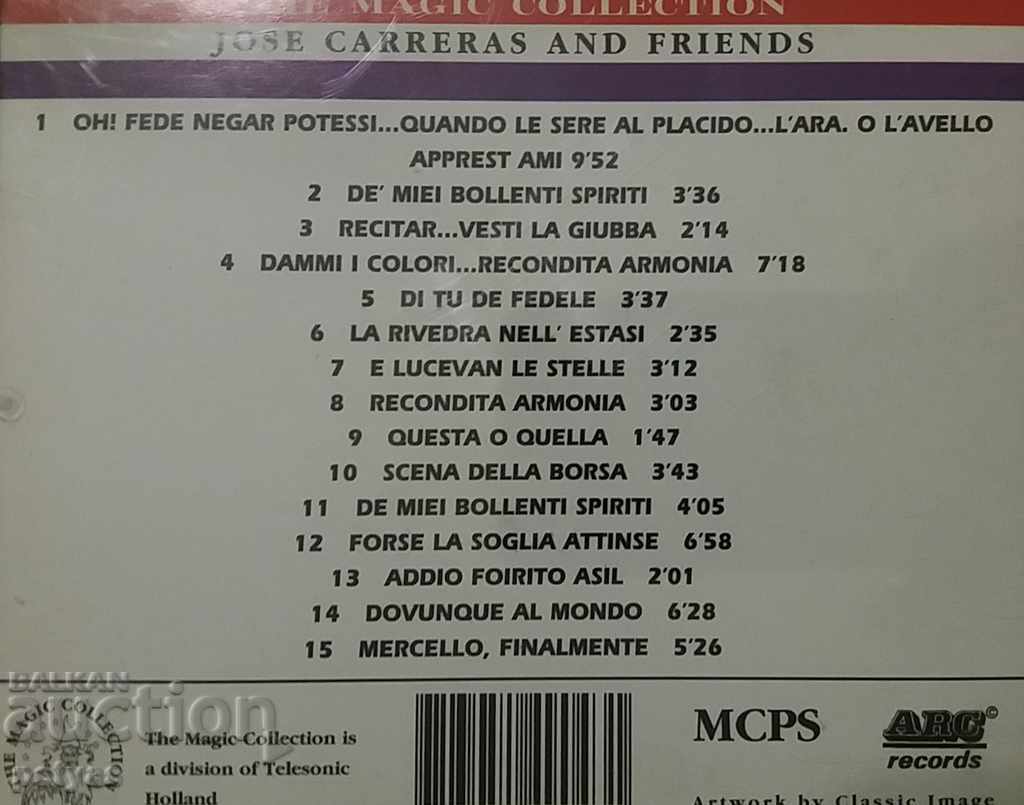 THE MAGIC COLLECTION
JOSE CARRERAS AND FRIENDS
1 OH! FEDE NEGAR POTESSI...QUANDO LE SERE AL PLACIDO...L'ARA. O L'AVELLO
APPREST AMI 9'52
2 DE' MIEI BOLLENTI SPIRITI 3'36
3 RECITAR...VESTI LA GIUBBA 2'14
4 DAMMI I COLORI...RECONDITA ARMONIA 7'18
5 DI TU DE FEDELE 3'37
6 LA RIVEDRA NELL' ESTASI 2'35
7 E LUCEVAN LE STELLE 3'12
8 RECONDITA ARMONIA 3'03
9 QUESTA O QUELLA 1'47
10 SCENA DELLA BORSA 3'43
11 DE MIEI BOLLENTI SPIRITI 4'05
12 FORSE LA SOGLIA ATTINSE 6'58
13 ADDIO FOIRITO ASIL 2'01
14 DOVUNQUE AL MONDO 6'28
15 MERCELLO, FINALMENTE 5'26
BALKAN
auction
THE MAGIC COLLECTION
The Magic Collection is
a division of Telesonic
Holland
MCPS
ARC©
records
Artwork by Classic Image